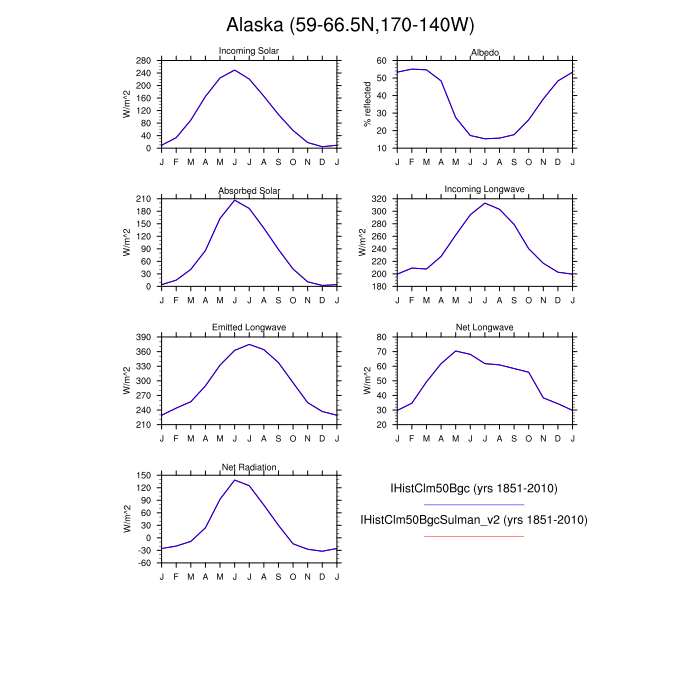 Alaska (59-66.5N,170-140W)
Incoming Solar
W/m^2
280
240
200
160
120
80
40
0
J F M A M J J A S O N D J
Albedo
% reflected
60
50
40
30
20
10
J F M A M J J A S O N D J
Absorbed Solar
W/m^2
210
180
150
120
90
60
30
0
J F M A M J J A S O N D J
Incoming Longwave
W/m^2
320
300
280
260
240
220
200
180
J F M A M J J A S O N D J
Emitted Longwave
W/m^2
390
360
330
300
270
240
210
J F M A M J J A S O N D J
Net Longwave
W/m^2
80
70
60
50
40
30
20
J F M A M J J A S O N D J
Net Radiation
W/m^2
150
120
90
60
30
0
-30
-60
J F M A M J J A S O N D J
IHistClm50Bgc (yrs 1851-2010)
IHistClm50BgcSulman_v2 (yrs 1851-2010)